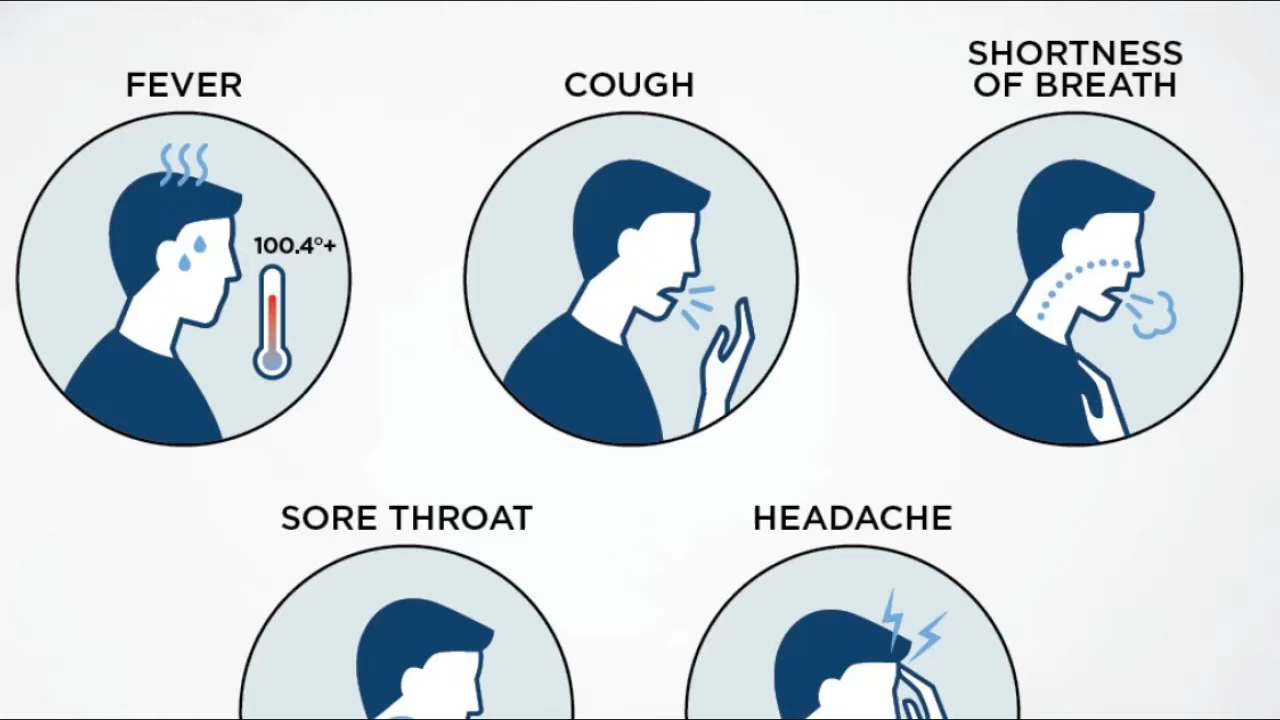 FEVER
COUGH
SHORTNESS
OF BREATH
100.4°+
SORE THROAT
HEADACHE